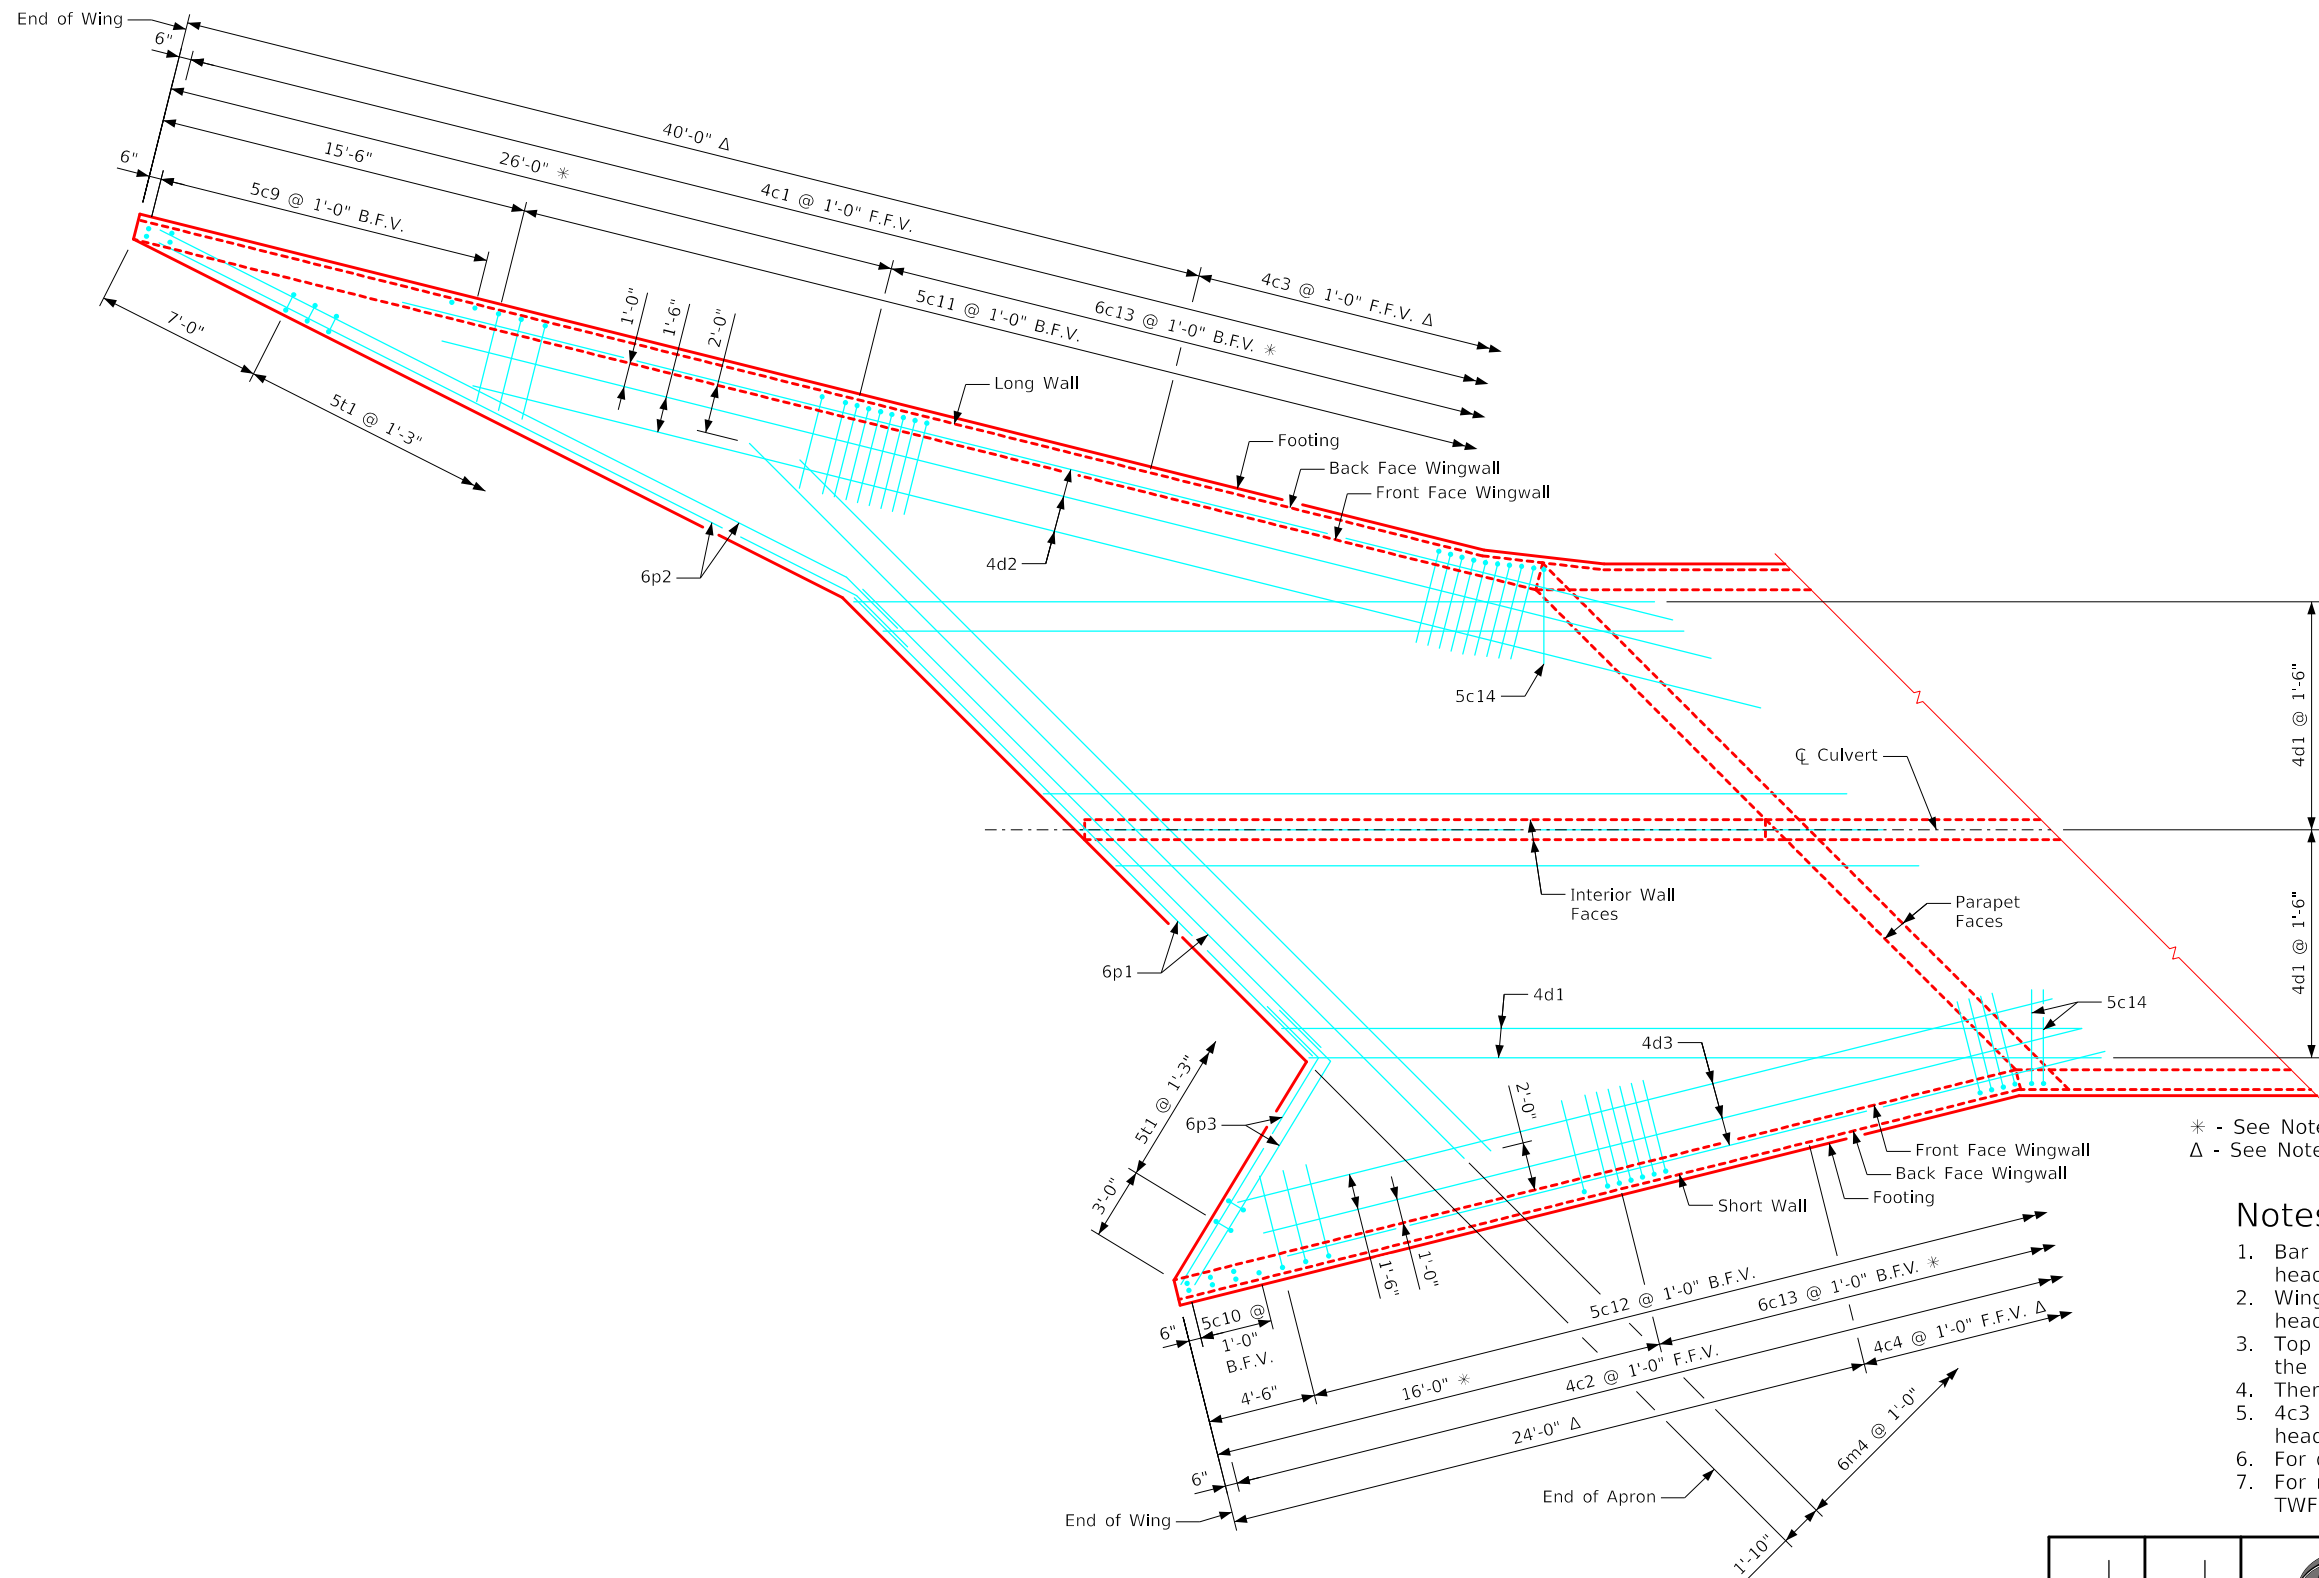 End of Wing
6"
40'-0" Δ
15'-6"
26'-0" ✳
4c1 @ 1'-0" F.F.V.
4c3 @ 1'-0" F.F.V. Δ
6"
5c9 @ 1'-0" B.F.V.
5c11 @ 1'-0" B.F.V.
6c13 @ 1'-0" B.F.V. ✳
1'-0"
1'-6"
2'-0"
7'-0"
5t1 @ 1'-3"
Long Wall
Footing
Back Face Wingwall
Front Face Wingwall
4d2
6p2
5c14
4d1 @ 1'-6"
℄ Culvert
Interior Wall
Faces
Parapet
Faces
4d1 @ 1'-6"
6p1
4d1
5c14
4d3
5t1 @ 1'-3"
6p3
2'-0"
3'-0"
Front Face Wingwall
Back Face Wingwall
Footing
Short Wall
✳ - See Note
Δ - See Note
1'-6"
1'-0"
6"
5c10 @
1'-0"
B.F.V.
5c12 @ 1'-0" B.F.V.
6c13 @ 1'-0" B.F.V. ✳
4'-6"
16'-0" ✳
4c2 @ 1'-0" F.F.V.
4c4 @ 1'-0" F.F.V. Δ
24'-0" Δ
6"
End of Wing
End of Apron
6m4 @ 1'-0"
1'-10"
Notes
1. Bar
head
2. Wing
head
3. Top
the
4. Ther
5. 4c3
head
6. For
7. For
TWF